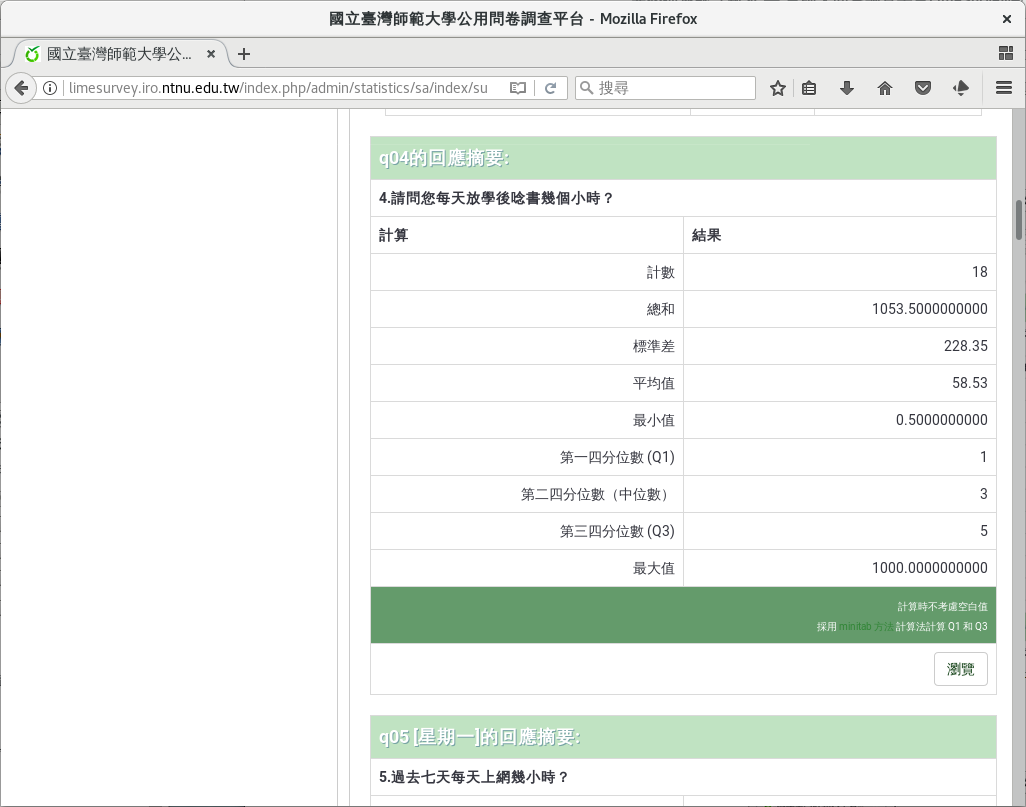 國立臺灣師範大學公用問卷調查平台 - Mozilla Firefox
國立臺灣師範大學公...
limesurvey.iro.ntnu.edu.tw/index.php/admin/statistics/sa/index/su
搜尋
q04的回應摘要:
4.請問您每天放學後唸書幾個小時？
計算 結果
計數 18
總和 1053.5000000000
標準差 228.35
平均值 58.53
最小值 0.5000000000
第一四分位數 (Q1) 1
第二四分位數（中位數） 3
第三四分位數 (Q3) 5
最大值 1000.0000000000
計算時不考慮空白值
採用 minitab 方法 計算法計算 Q1 和 Q3
瀏覽
q05 [星期一]的回應摘要:
5.過去七天每天上網幾小時？